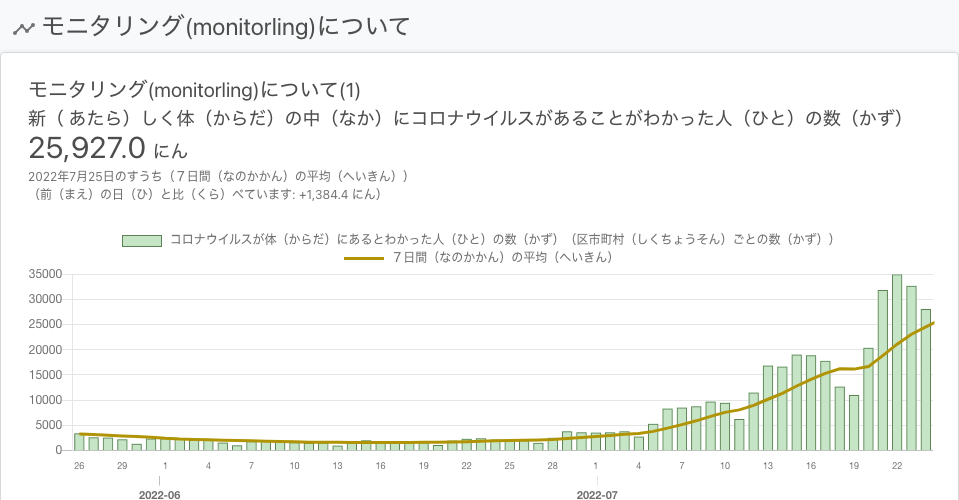 モニタリング(monitorling)について
モニタリング(monitorling)について(1)
新（ あたら）しく体（からだ）の中（なか）にコロナウイルスがあることがわかった人（ひと）の数（かず）
25,927.0 にん
2022年7月25日のすうち（７日間（なのかかん）の平均（へいきん））
（前（まえ）の日（ひ）と比（くら）べています: +1,384.4 にん）
コロナウイルスが体（からだ）にあるとわかった人（ひと）の数（かず）（区市町村（しくちょうそん）ごとの数（かず））
７日間（なのかかん）の平均（へいきん）
35000
30000
25000
20000
15000
10000
5000
0
26 29 1 4 7 10 13 16 19 22 25 28 1 4 7 10 13 16 19 22
2022-06 2022-07